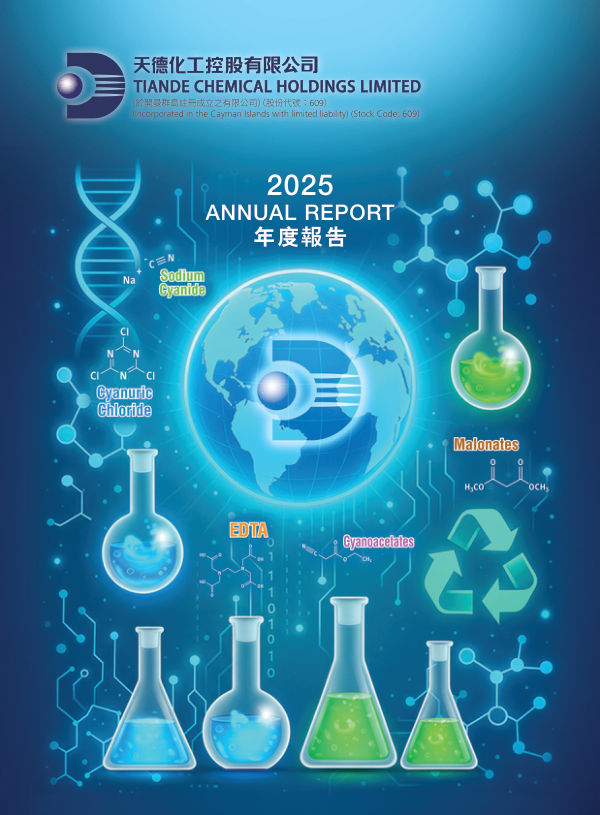 天德化工控股有限公司
TIANDE CHEMICAL HOLDINGS LIMITED
(於開曼群島註冊成立之有限公司) (股份代號：609)
(Incorporated in the Cayman Islands with limited liability) (Stock Code: 609)
2025
ANNUAL REPORT
年度報告
Na + - C N
Sodium
Cyanide
Cl
N N
Cl N Cl
Cyanuric
Chloride
Malonates
O O
H₃CO OCH₃
EDTA
Cyanoacetates
N O
O CH₃
1101010